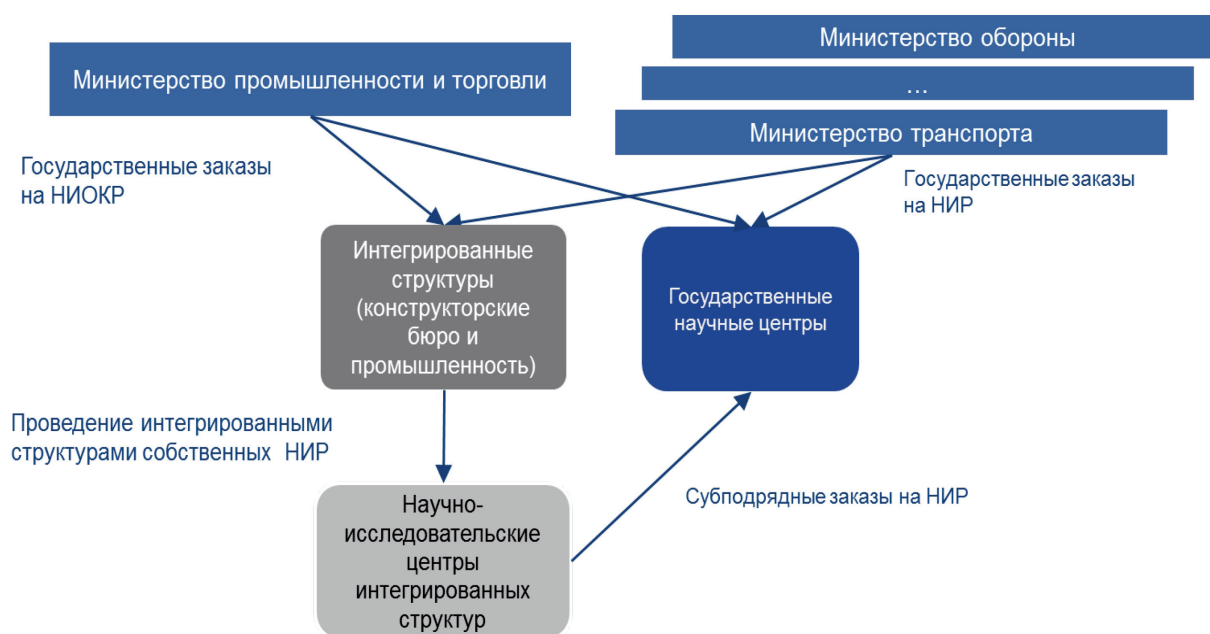 Министерство обороны
Министерство промышленности и торговли
...
Министерство транспорта
Государственные заказы
на НИОКР
Государственные заказы
на НИР
Интегрированные
структуры
(конструкторские
бюро и
промышленность)
Государственные
научные центры
Проведение интегрированными
структурами собственных НИР
Научно-
исследовательские
центры
интегрированных
структур
Субподрядные заказы на НИР